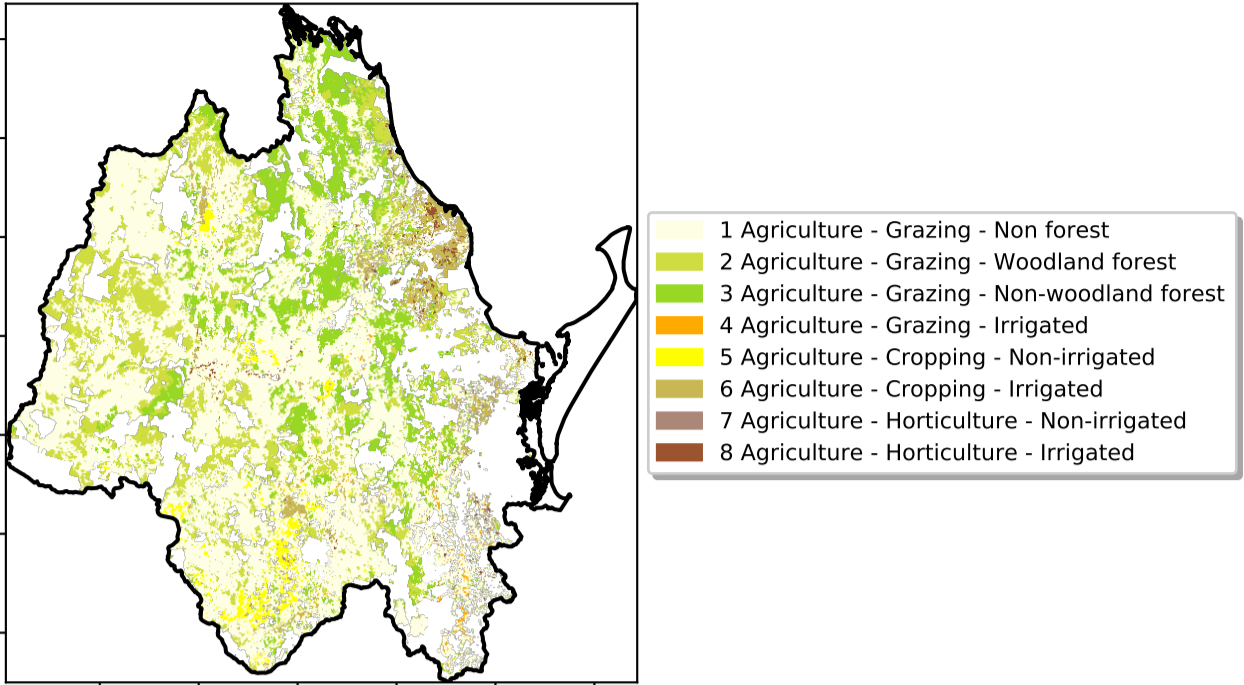 1 Agriculture - Grazing - Non forest
2 Agriculture - Grazing - Woodland forest
3 Agriculture - Grazing - Non-woodland forest
4 Agriculture - Grazing - Irrigated
5 Agriculture - Cropping - Non-irrigated
6 Agriculture - Cropping - Irrigated
7 Agriculture - Horticulture - Non-irrigated
8 Agriculture - Horticulture - Irrigated